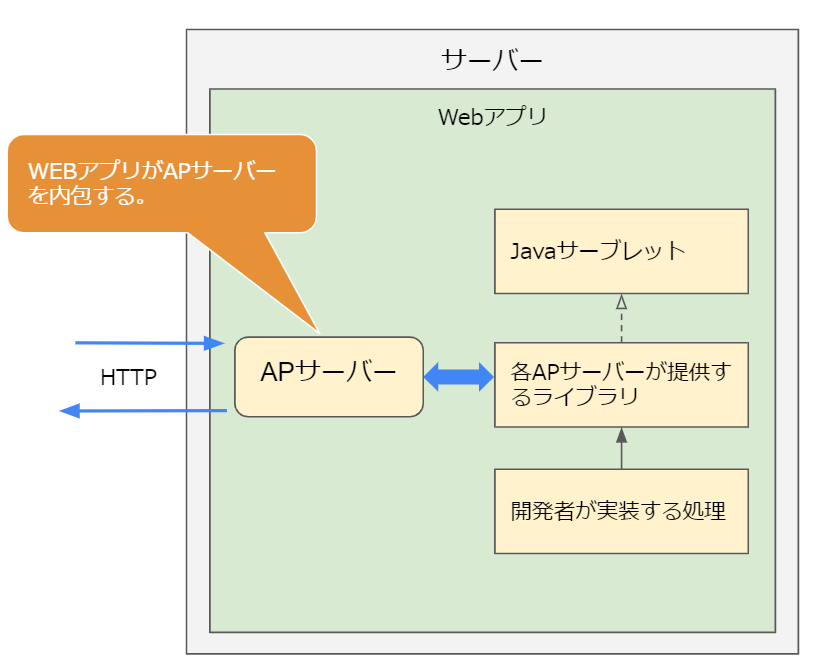 サーバー
Webアプリ
WEBアプリがAPサーバー
を内包する。
Javaサーブレット
APサーバー
各APサーバーが提供す
るライブラリ
HTTP
開発者が実装する処理